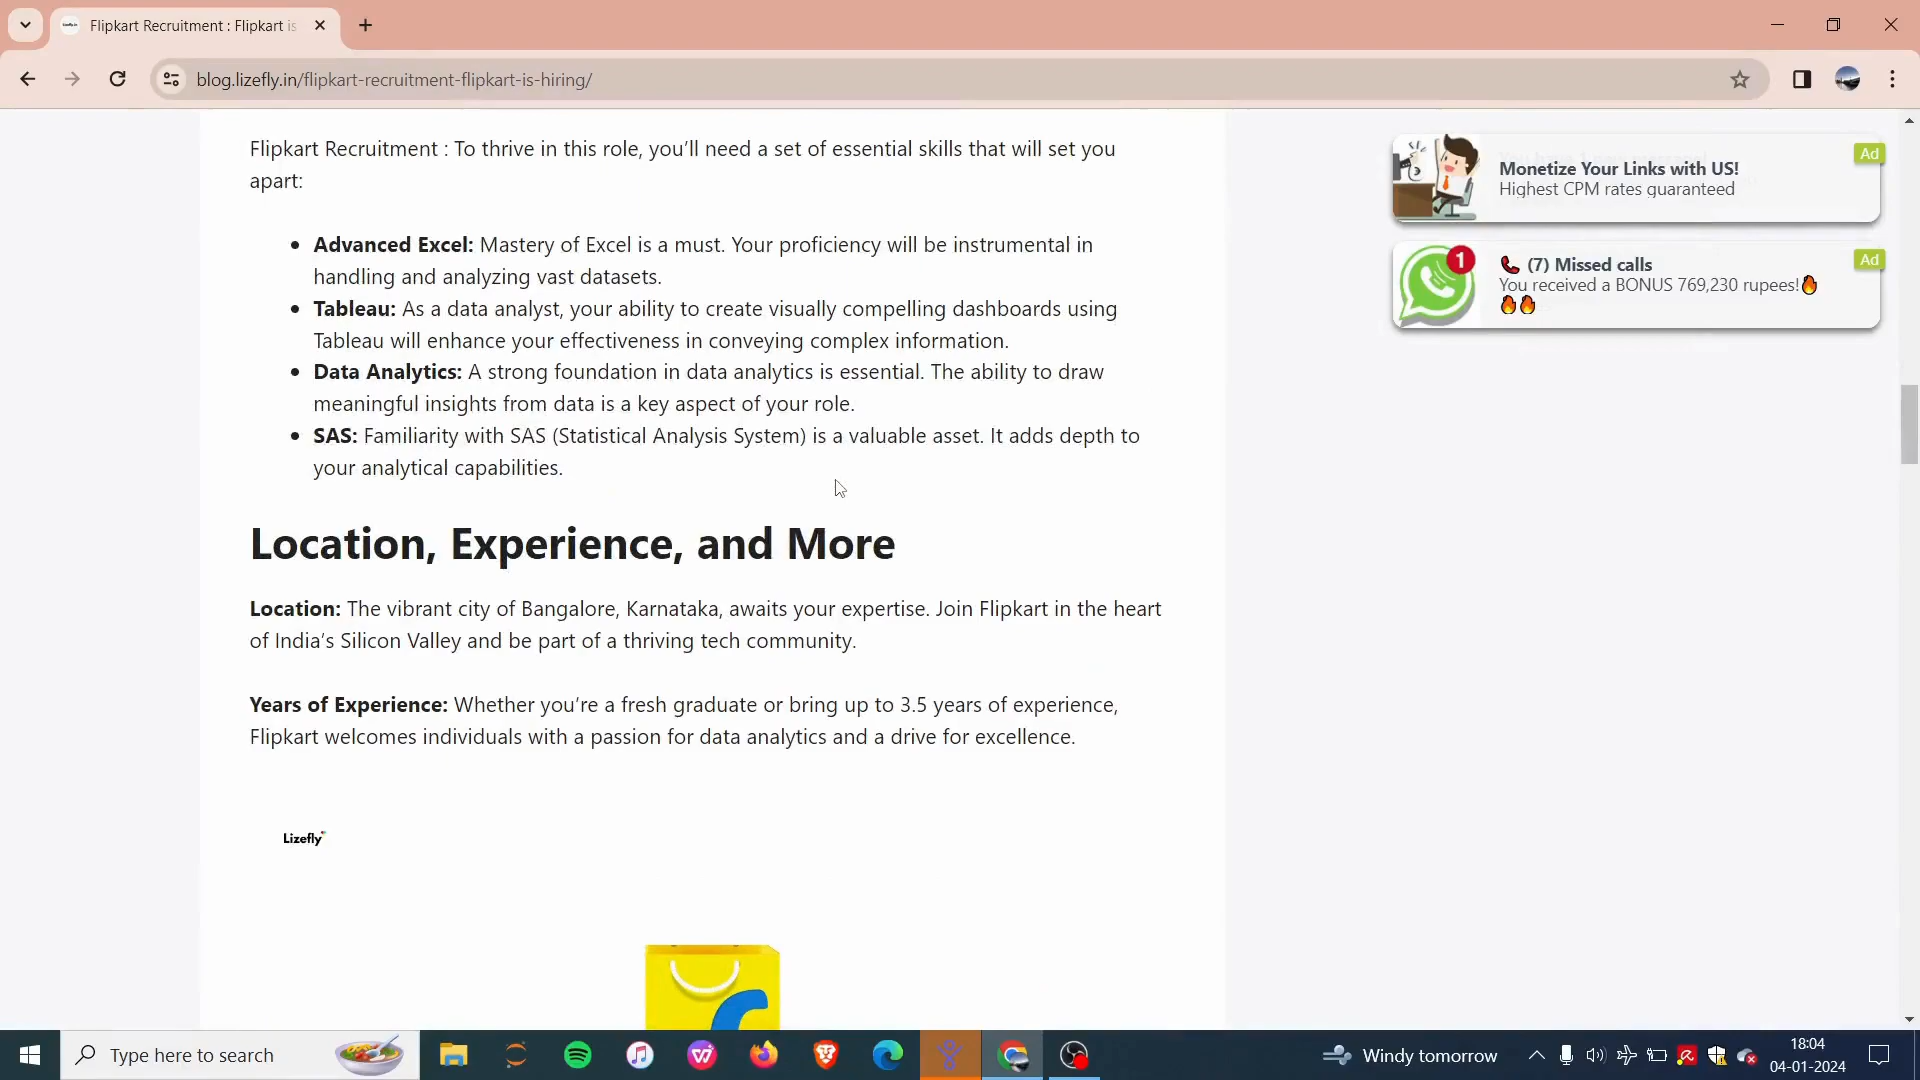 Flipkart Recruitment : Flipkart is
blog.lizefly.in/flipkart-recruitment-flipkart-is-hiring/
Flipkart Recruitment : To thrive in this role, you’ll need a set of essential skills that will set you
apart:
Advanced Excel: Mastery of Excel is a must. Your proficiency will be instrumental in
handling and analyzing vast datasets.
Tableau: As a data analyst, your ability to create visually compelling dashboards using
Tableau will enhance your effectiveness in conveying complex information.
Data Analytics: A strong foundation in data analytics is essential. The ability to draw
meaningful insights from data is a key aspect of your role.
SAS: Familiarity with SAS (Statistical Analysis System) is a valuable asset. It adds depth to
your analytical capabilities.
Location, Experience, and More
Location: The vibrant city of Bangalore, Karnataka, awaits your expertise. Join Flipkart in the heart
of India’s Silicon Valley and be part of a thriving tech community.
Years of Experience: Whether you’re a fresh graduate or bring up to 3.5 years of experience,
Flipkart welcomes individuals with a passion for data analytics and a drive for excellence.
Lizefly
Ad
Monetize Your Links with US!
Highest CPM rates guaranteed
Ad
1
(7) Missed calls
You received a BONUS 769,230 rupees!
Type here to search
Windy tomorrow
18:04
04-01-2024